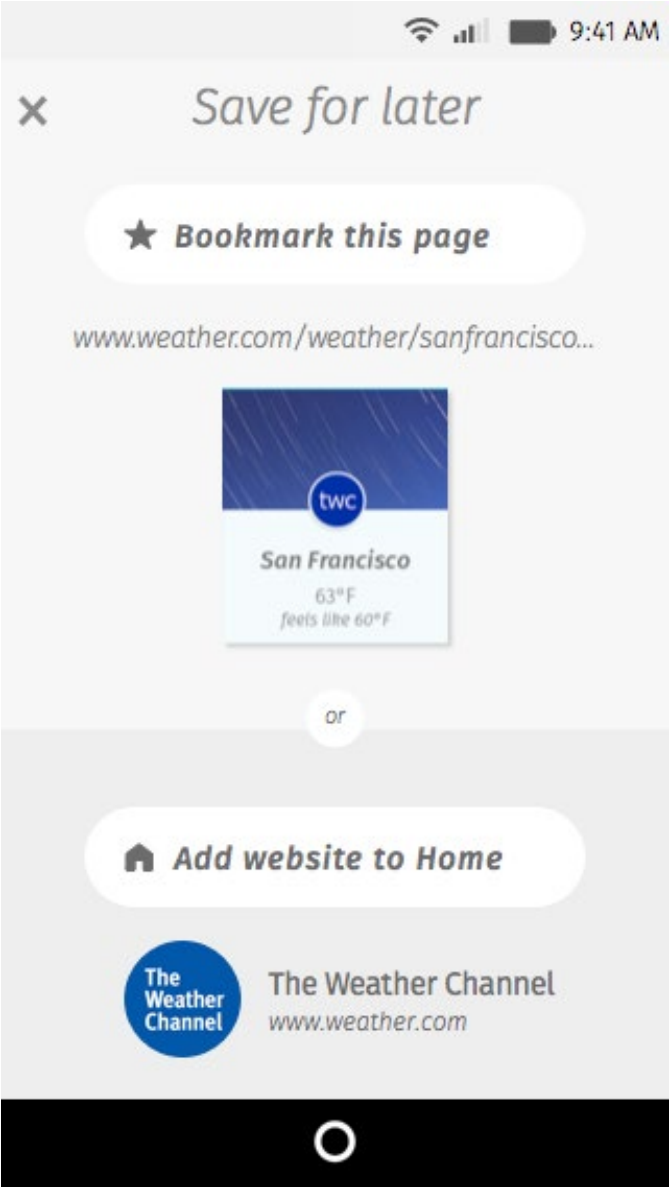 9:41 AM
Save for later
Bookmark this page
www.weather.com/weather/sanfrancisco...
twc
San Francisco
63°F
feels like 60°F
or
Add website to Home
The
Weather
Channel
The Weather Channel
www.weather.com